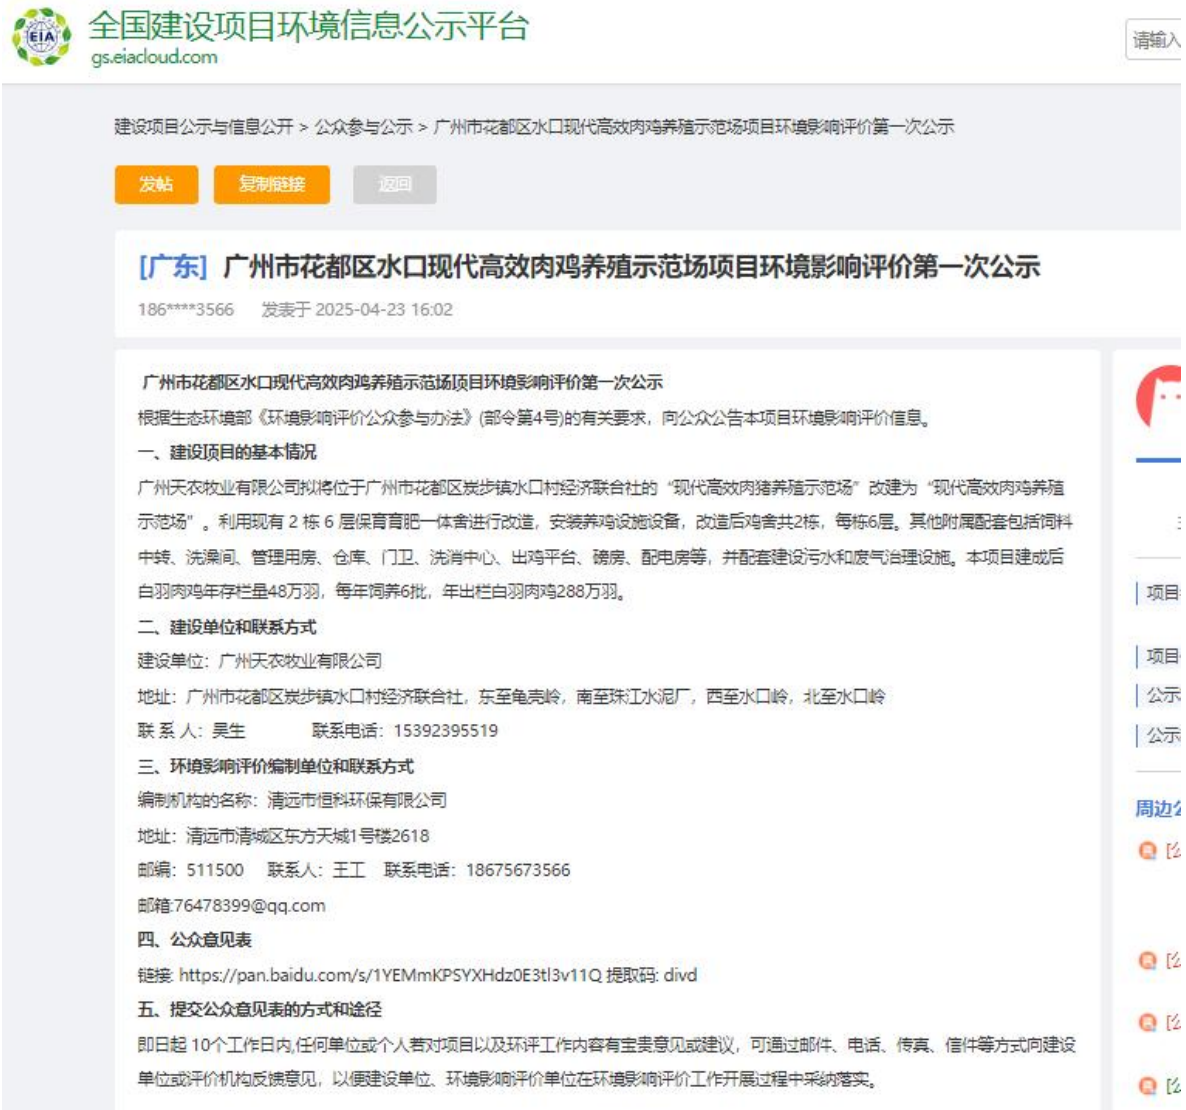 EIA
全国建设项目环境信息公示平台
gs.eiacloud.com
请输入
建设项目公示与信息公开 > 公众参与公示 > 广州市花都区水口现代高效肉鸡养殖示范场项目环境影响评价第一次公示
发帖 复制链接 返回
[广东] 广州市花都区水口现代高效肉鸡养殖示范场项目环境影响评价第一次公示
186****3566 发表于 2025-04-23 16:02
广州市花都区水口现代高效肉鸡养殖示范场项目环境影响评价第一次公示
根据生态环境部《环境影响评价公众参与办法》(部令第4号)的有关要求，向公众公告本项目环境影响评价信息。
一、建设项目的基本情况
广州天农牧业有限公司拟将位于广州市花都区炭步镇水口村经济联合社的“现代高效肉猪养殖示范场”改建为“现代高效肉鸡养殖
示范场”。利用现有 2 栋 6 层保育育肥一体舍进行改造，安装养鸡设施设备，改造后鸡舍共2栋，每栋6层。其他附属配套包括饲料
中转、洗澡间、管理用房、仓库、门卫、洗消中心、出鸡平台、磅房、配电房等，并配套建设污水和废气治理设施。本项目建成后
白羽肉鸡年存栏量48万羽，每年饲养6批，年出栏白羽肉鸡288万羽。
二、建设单位和联系方式
建设单位：广州天农牧业有限公司
地址：广州市花都区炭步镇水口村经济联合社，东至龟壳岭，南至珠江水泥厂，西至水口岭，北至水口岭
联 系 人：吴生 联系电话：15392395519
三、环境影响评价编制单位和联系方式
编制机构的名称：清远市恒科环保有限公司
地址：清远市清城区东方天城1号楼2618
邮编：511500 联系人：王工 联系电话：18675673566
邮箱:76478399@qq.com
四、公众意见表
链接: https://pan.baidu.com/s/1YEMmKPSYXHdz0E3tl3v11Q 提取码: divd
五、提交公众意见表的方式和途径
即日起 10个工作日内,任何单位或个人若对项目以及环评工作内容有宝贵意见或建议，可通过邮件、电话、传真、信件等方式向建设
单位或评价机构反馈意见，以便建设单位、环境影响评价单位在环境影响评价工作开展过程中采纳落实。
项目
项目
公示
公示
周边